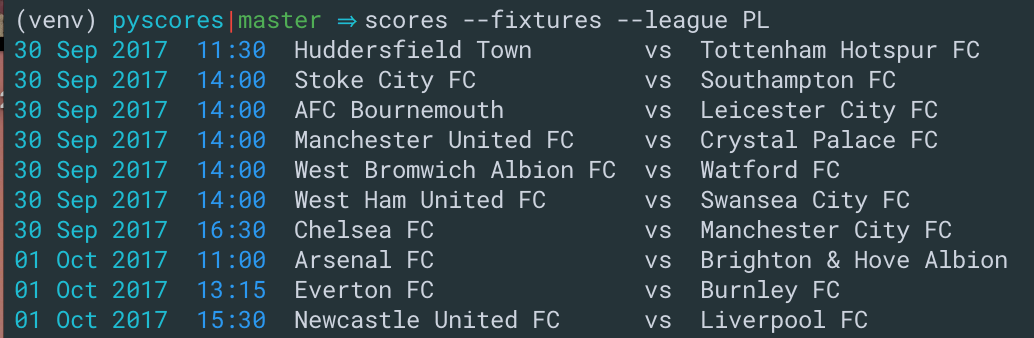 (venv) pyscores|master ⇒ scores --fixtures --league PL
30 Sep 2017 11:30 Huddersfield Town vs Tottenham Hotspur FC
30 Sep 2017 14:00 Stoke City FC vs Southampton FC
30 Sep 2017 14:00 AFC Bournemouth vs Leicester City FC
30 Sep 2017 14:00 Manchester United FC vs Crystal Palace FC
30 Sep 2017 14:00 West Bromwich Albion FC vs Watford FC
30 Sep 2017 14:00 West Ham United FC vs Swansea City FC
30 Sep 2017 16:30 Chelsea FC vs Manchester City FC
01 Oct 2017 11:00 Arsenal FC vs Brighton & Hove Albion
01 Oct 2017 13:15 Everton FC vs Burnley FC
01 Oct 2017 15:30 Newcastle United FC vs Liverpool FC